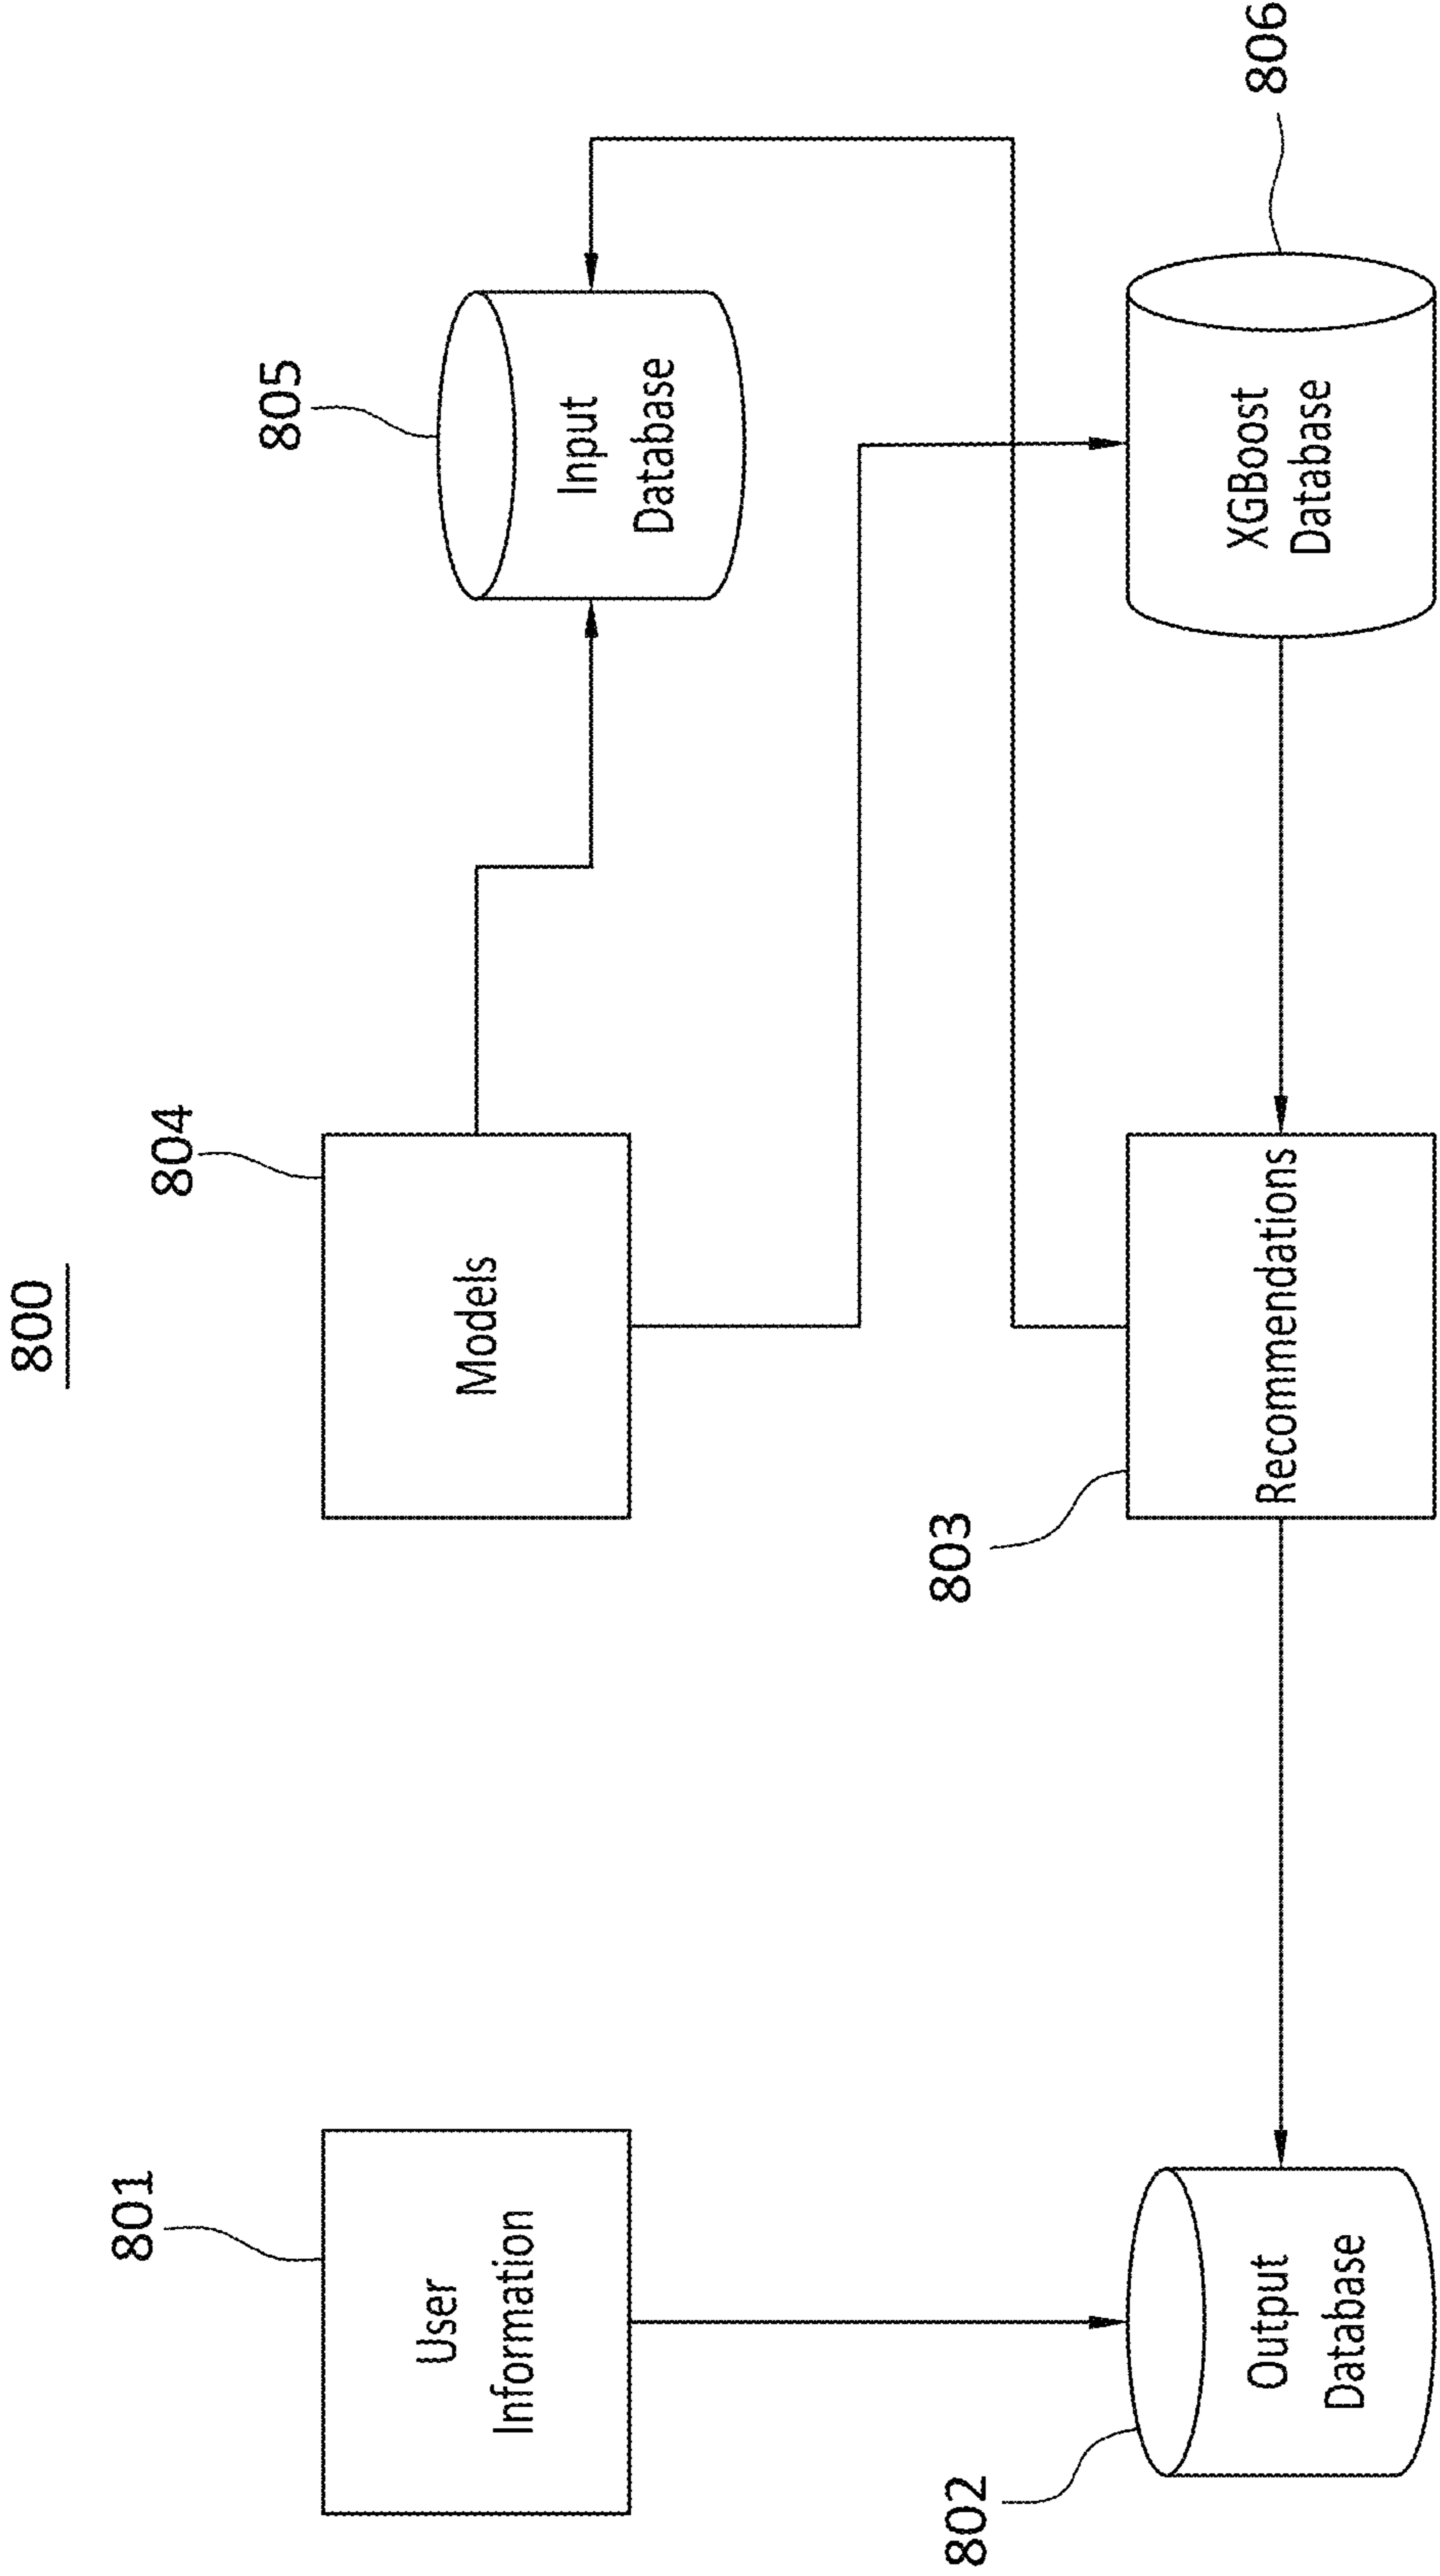 800
801
User
Information
804
Models
805
Input
Database
802
Output
Database
803
Recommendations
XGBoost
Database
806